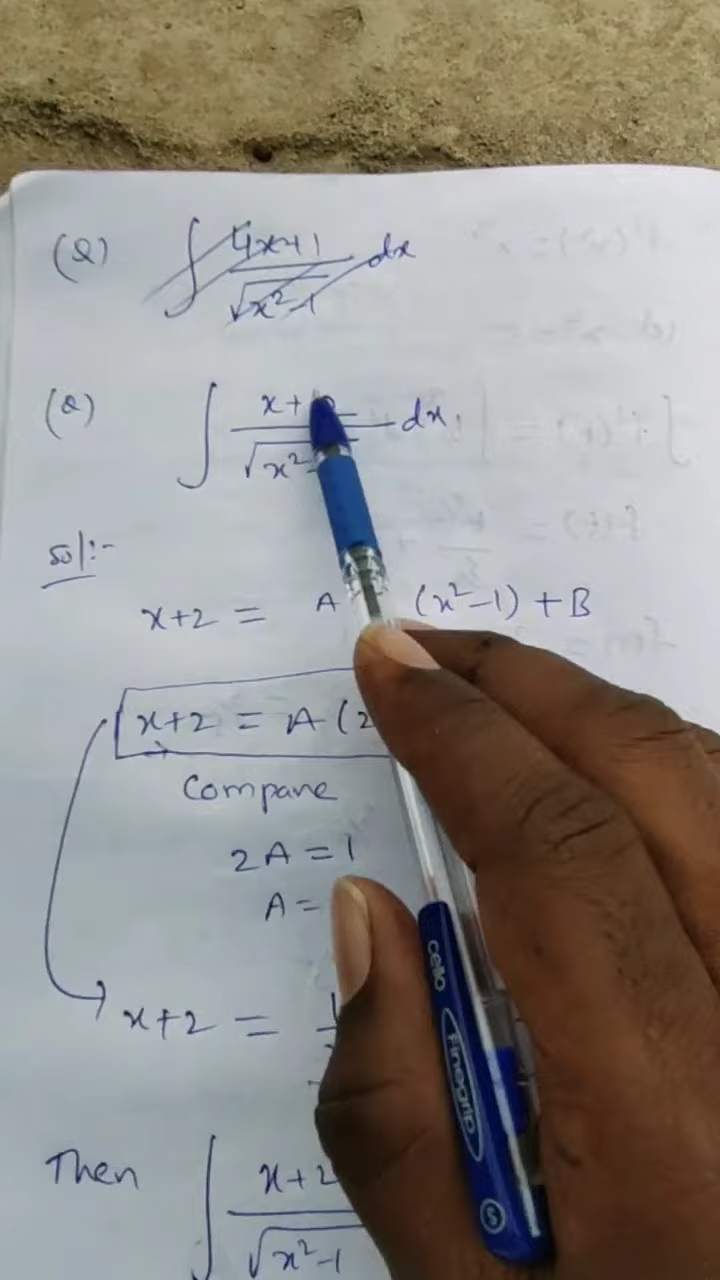 (Q) ∫ 4x+1 / √x²-1 dx
(Q) ∫ x+ / √x² dx,
Sol:-
x+2 = A (x²-1) + B
x+2 = A (2
Compare
2A = 1
A =
x+2 = 1
Then ∫ x+2 / √x²-1
cello
Finegrip